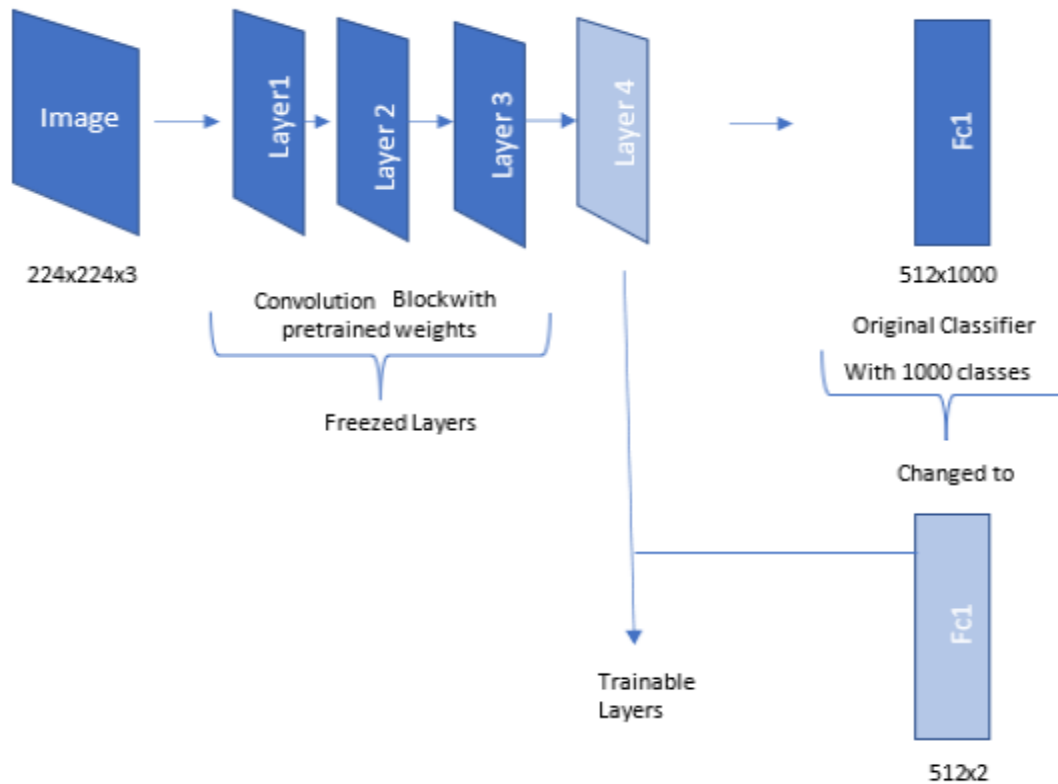 Image
Layer1
Layer 2
Layer 3
Layer 4
Fc1
224x224x3
512x1000
Convolution Blockwith
pretrained weights
Original Classifier
With 1000 classes
Freezed Layers
Changed to
Fc1
Trainable
Layers
512x2